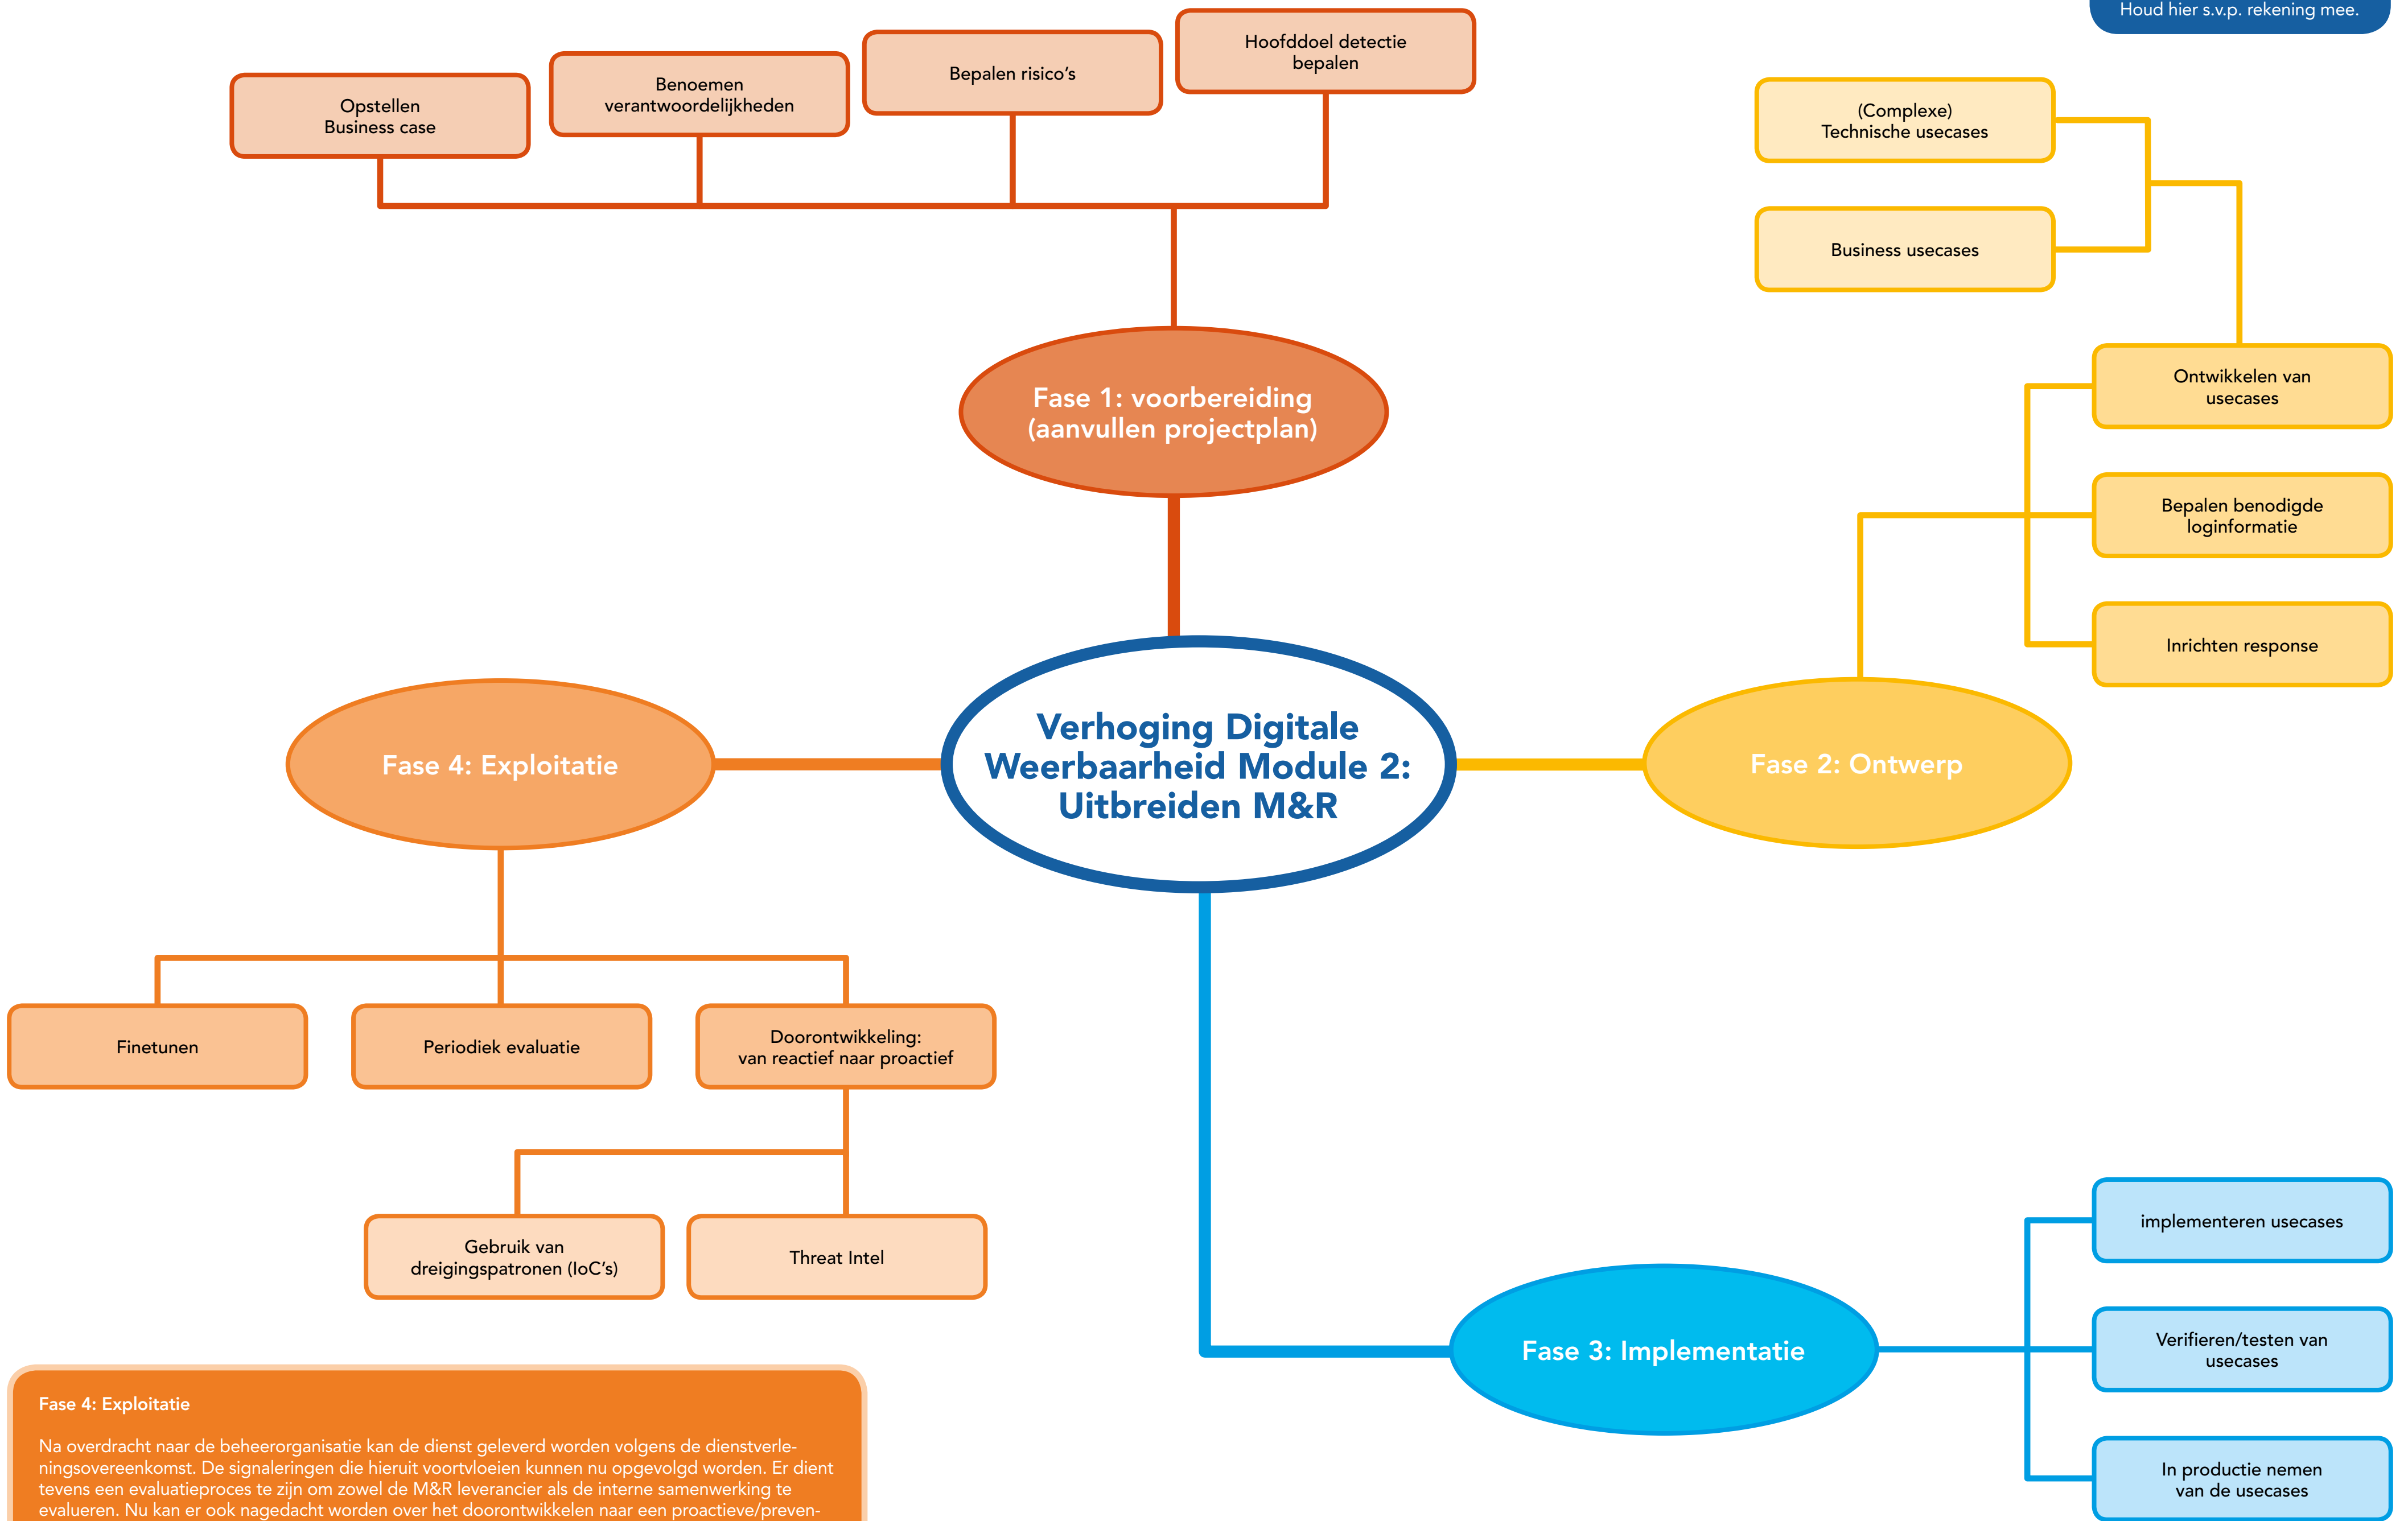 Houd hier s.v.p. rekening mee.
Opstellen
Business case
Benoemen
verantwoordelijkheden
Bepalen risico’s
Hoofddoel detectie
bepalen
(Complexe)
Technische usecases
Business usecases
Ontwikkelen van
usecases
Bepalen benodigde
loginformatie
Inrichten response
Fase 1: voorbereiding
(aanvullen projectplan)
Verhoging Digitale
Weerbaarheid Module 2:
Uitbreiden M&R
Fase 4: Exploitatie
Fase 2: Ontwerp
Finetunen
Periodiek evaluatie
Doorontwikkeling:
van reactief naar proactief
Gebruik van
dreigingspatronen (IoC’s)
Threat Intel
Fase 3: Implementatie
implementeren usecases
Verifieren/testen van
usecases
In productie nemen
van de usecases
Fase 4: Exploitatie
Na overdracht naar de beheerorganisatie kan de dienst geleverd worden volgens de dienstverle-
ningsovereenkomst. De signaleringen die hieruit voortvloeien kunnen nu opgevolgd worden. Er dient
tevens een evaluatieproces te zijn om zowel de M&R leverancier als de interne samenwerking te
evalueren. Nu kan er ook nagedacht worden over het doorontwikkelen naar een proactieve/preven-